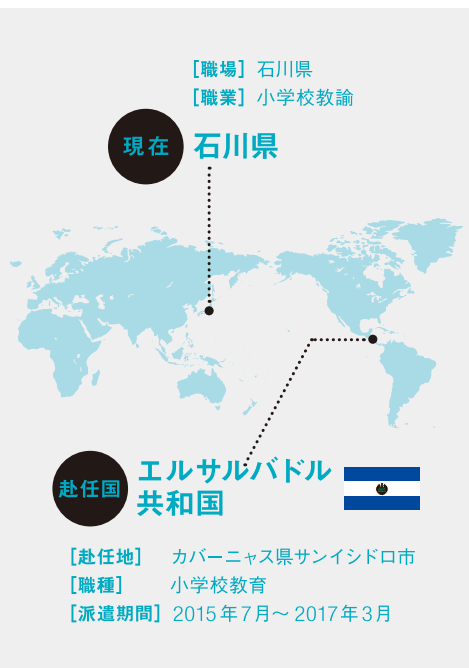 ［職場］石川県
［職業］小学校教諭
現在 石川県
赴任国 エルサルバドル
共和国
［赴任地］ カバーニャス県サンイシドロ市
［職種］ 小学校教育
［派遣期間］2015年7月～2017年3月